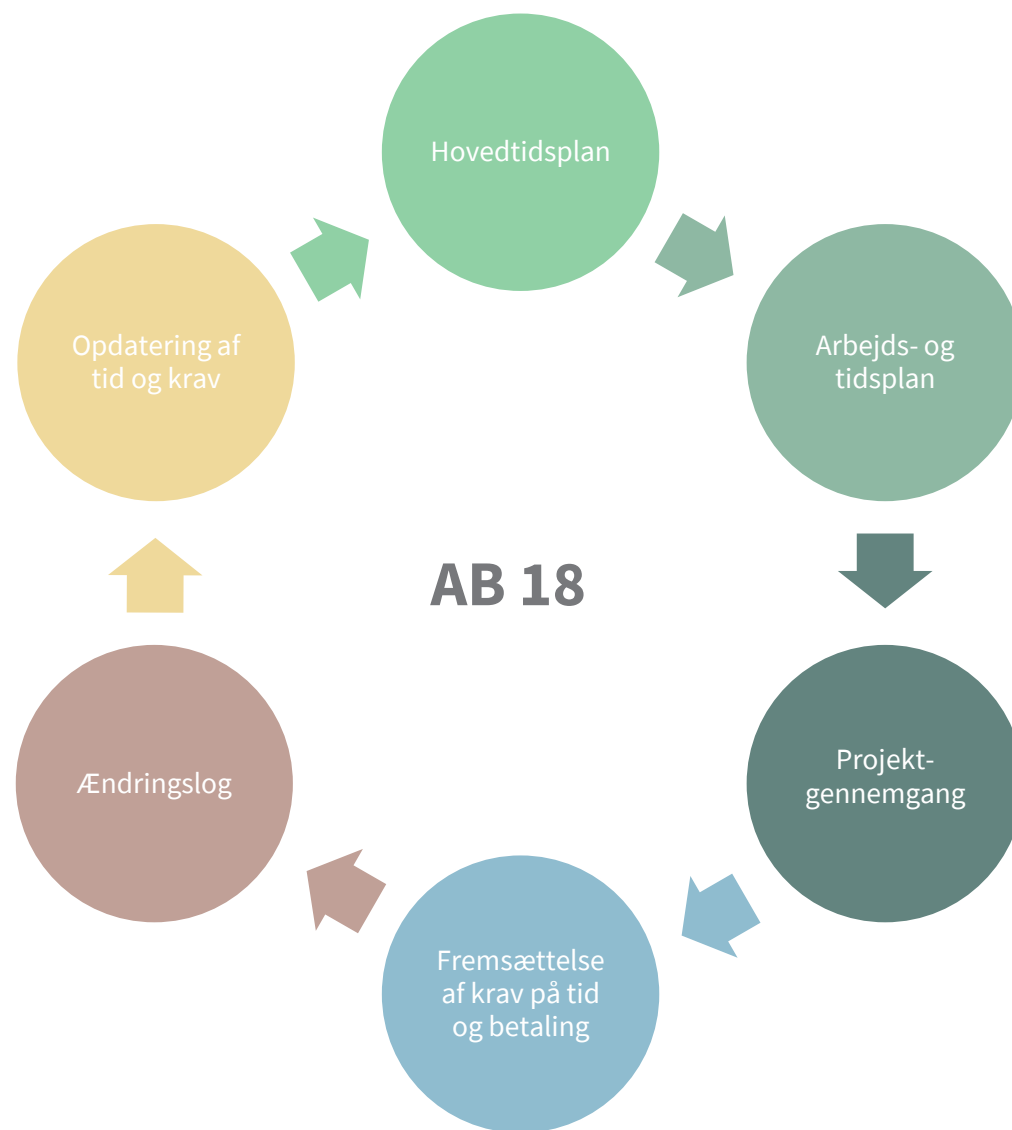 Hovedtidsplan
Arbejds- og
tidsplan
Projekt-
gennemgang
Fremsættelse
af krav på tid
og betaling
Ændringslog
Opdatering af
tid og krav
AB 18